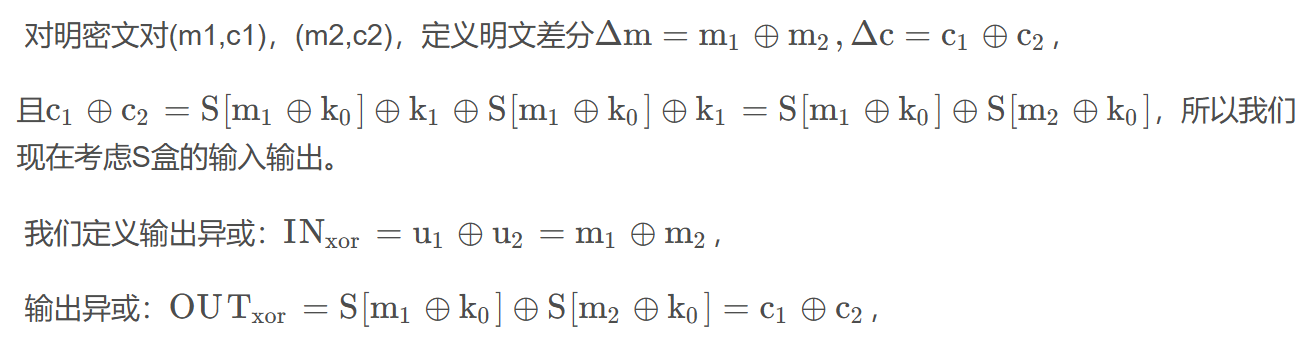 对明密文对(m1,c1)，(m2,c2)，定义明文差分Δm = m₁ ⊕ m₂ , Δc = c₁ ⊕ c₂ ，
且c₁ ⊕ c₂ = S[m₁ ⊕ k₀] ⊕ k₁ ⊕ S[m₁ ⊕ k₀] ⊕ k₁ = S[m₁ ⊕ k₀] ⊕ S[m₂ ⊕ k₀]，所以我们
现在考虑S盒的输入输出。
我们定义输出异或：INₓₒᵣ = u₁ ⊕ u₂ = m₁ ⊕ m₂ ，
输出异或：OUTₓₒᵣ = S[m₁ ⊕ k₀] ⊕ S[m₂ ⊕ k₀] = c₁ ⊕ c₂ ，